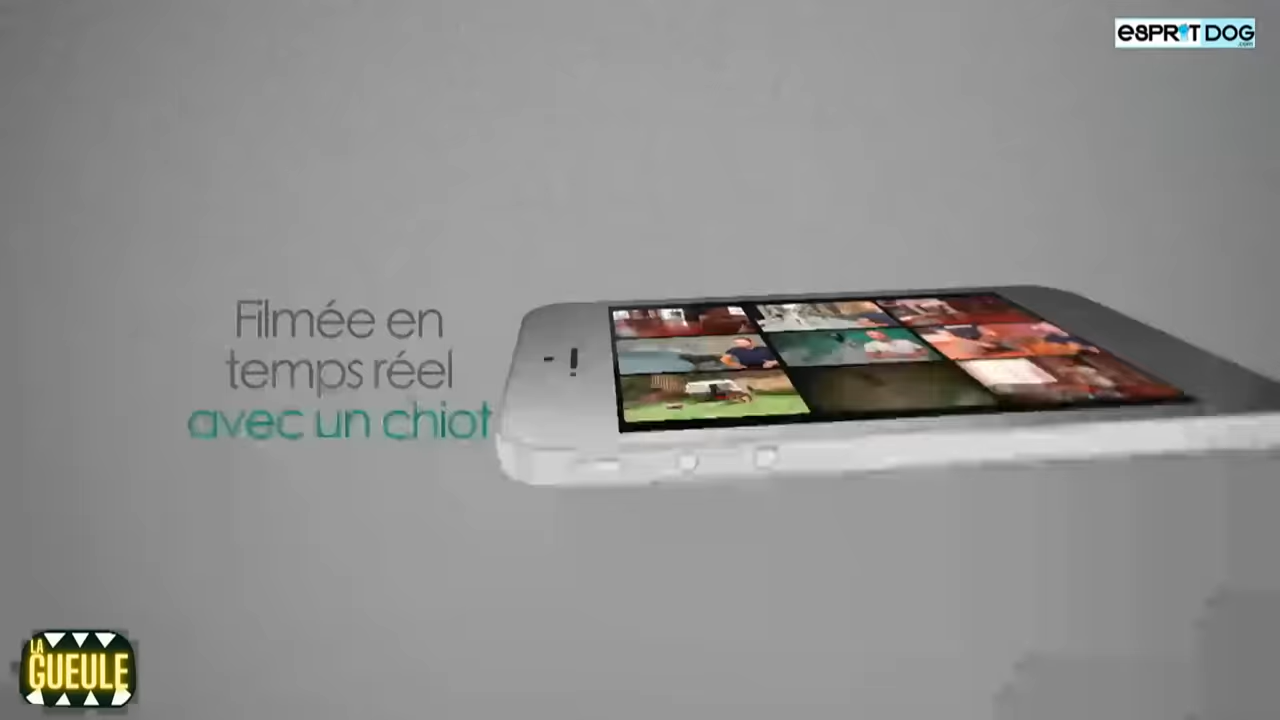 ESPRIT DOG
.com
Filmée en
temps réel
avec un chiot
LA
GUEULE